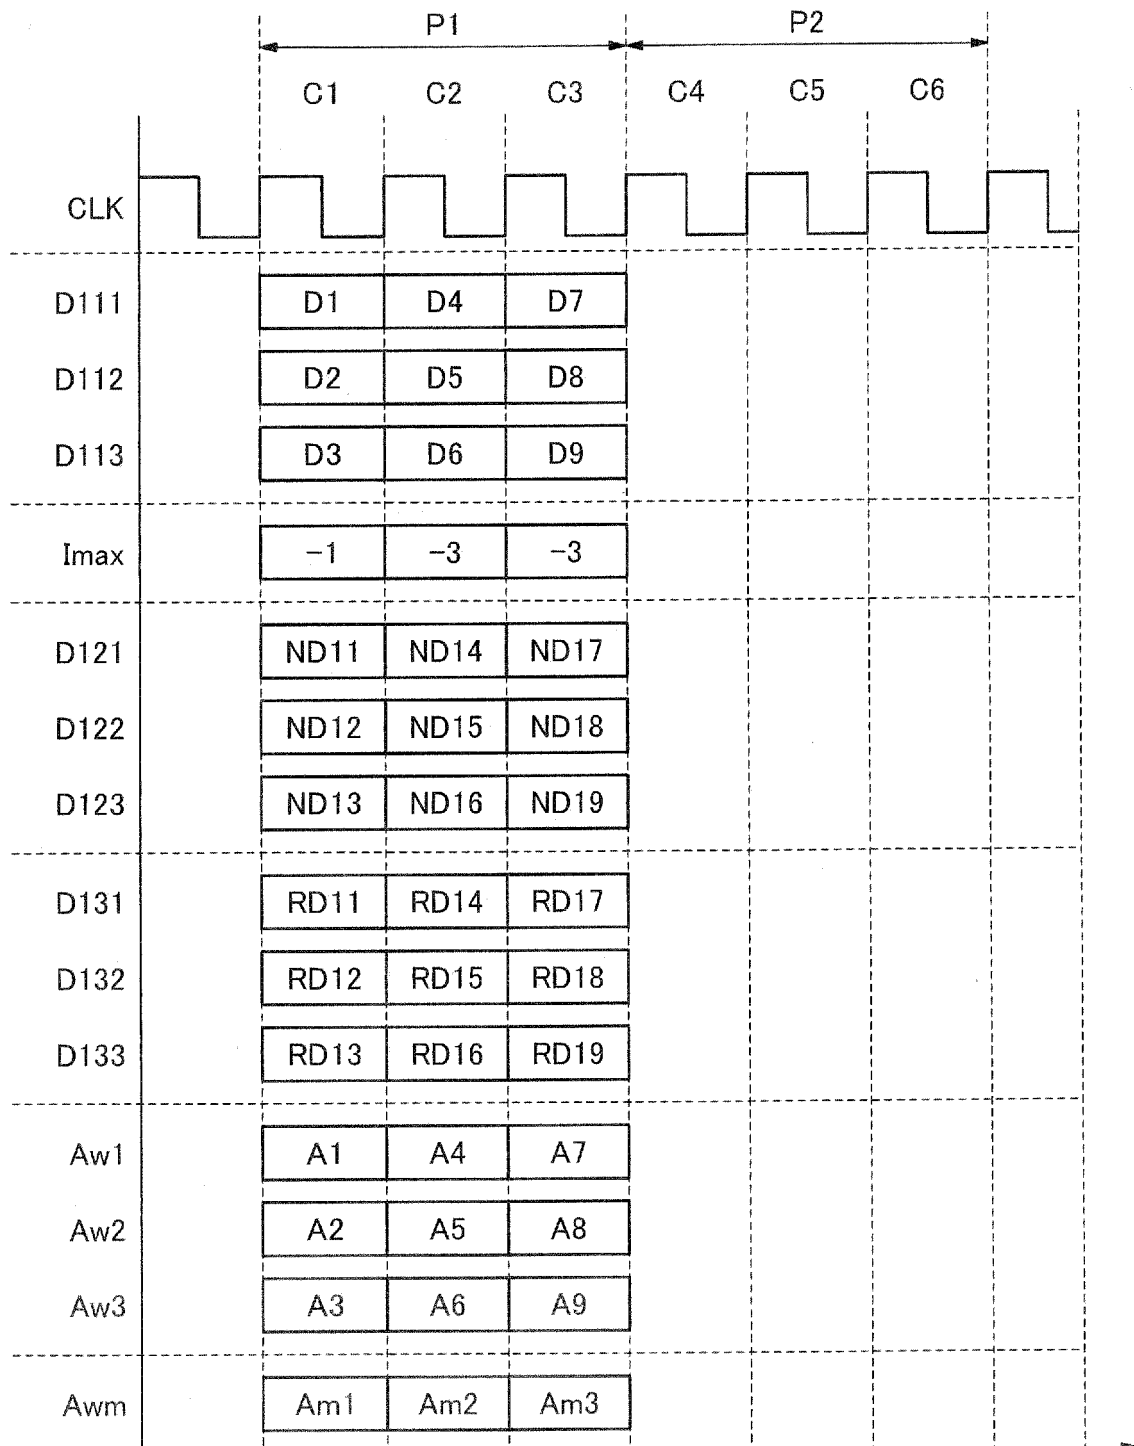 P1 P2
C1 C2 C3 C4 C5 C6
CLK
D111 D1 D4 D7
D112 D2 D5 D8
D113 D3 D6 D9
Imax −1 −3 −3
D121 ND11 ND14 ND17
D122 ND12 ND15 ND18
D123 ND13 ND16 ND19
D131 RD11 RD14 RD17
D132 RD12 RD15 RD18
D133 RD13 RD16 RD19
Aw1 A1 A4 A7
Aw2 A2 A5 A8
Aw3 A3 A6 A9
Awm Am1 Am2 Am3